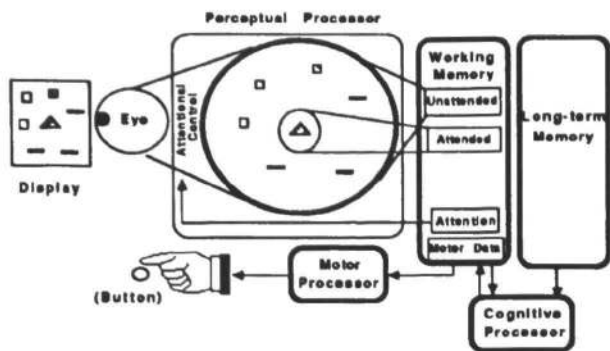 Perceptual Processor
Working
Memory
Unattended
Long-term
Memory
Eye
Attentional
Control
Attended
Display
Attention
Motor Data
Motor
Processor
(Button)
Cognitive
Processor